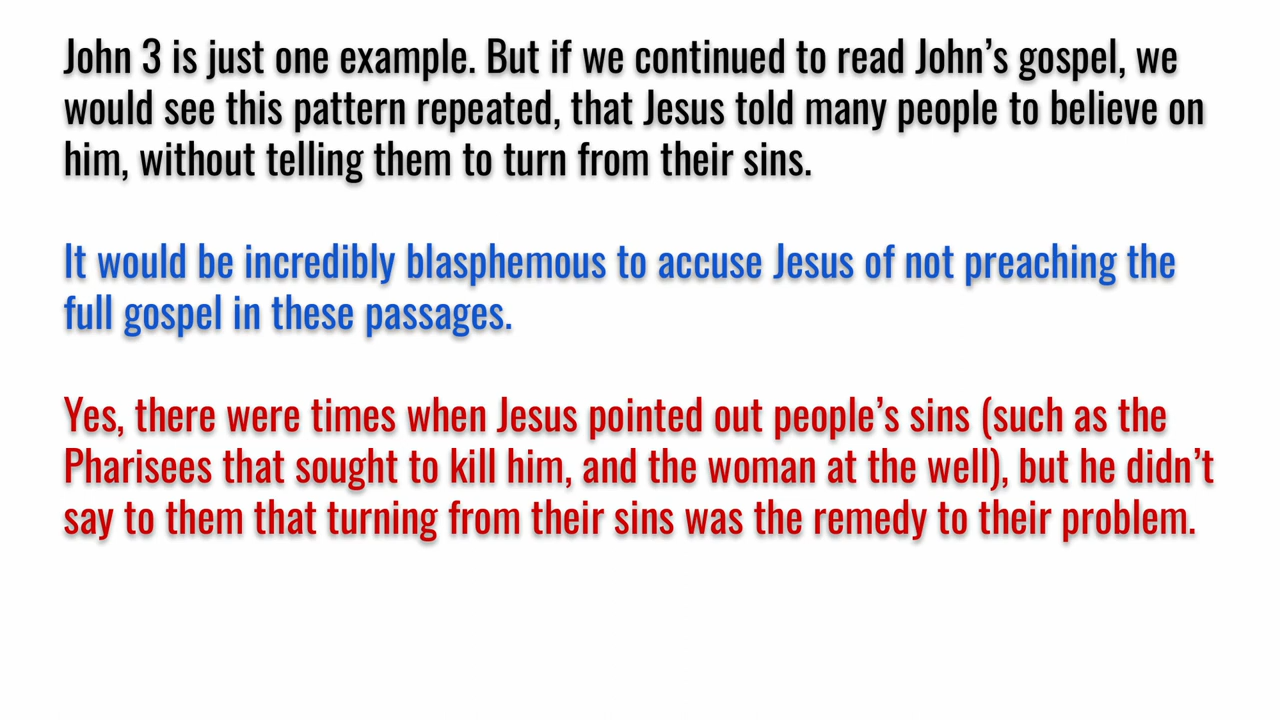 John 3 is just one example. But if we continued to read John’s gospel, we
would see this pattern repeated, that Jesus told many people to believe on
him, without telling them to turn from their sins.
It would be incredibly blasphemous to accuse Jesus of not preaching the
full gospel in these passages.
Yes, there were times when Jesus pointed out people’s sins (such as the
Pharisees that sought to kill him, and the woman at the well), but he didn’t
say to them that turning from their sins was the remedy to their problem.